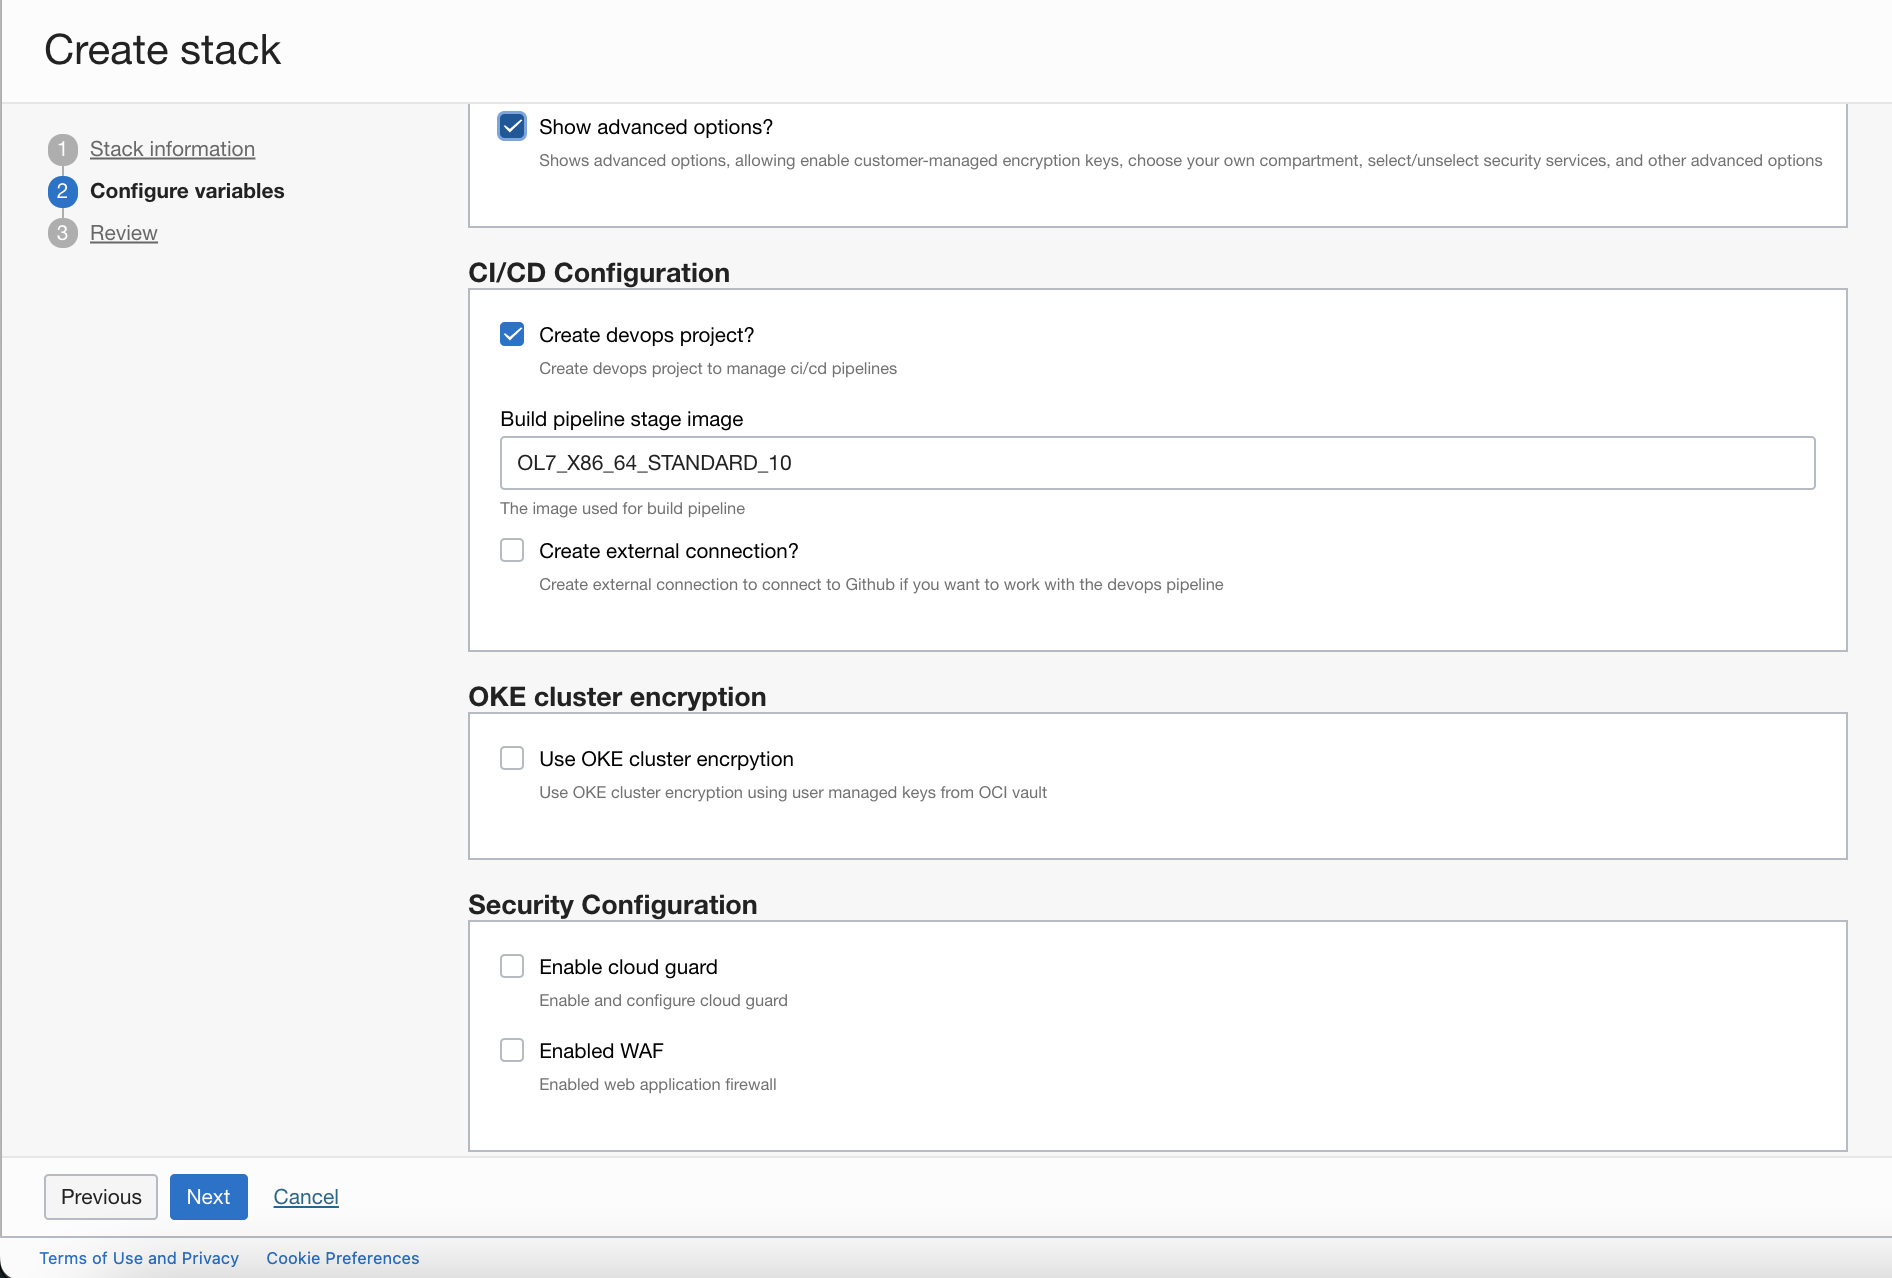 Create stack
1 Stack information
2 Configure variables
3 Review
Show advanced options?
Shows advanced options, allowing enable customer-managed encryption keys, choose your own compartment, select/unselect security services, and other advanced options
CI/CD Configuration
Create devops project?
Create devops project to manage ci/cd pipelines
Build pipeline stage image
OL7_X86_64_STANDARD_10
The image used for build pipeline
Create external connection?
Create external connection to connect to Github if you want to work with the devops pipeline
OKE cluster encryption
Use OKE cluster encrpytion
Use OKE cluster encryption using user managed keys from OCI vault
Security Configuration
Enable cloud guard
Enable and configure cloud guard
Enabled WAF
Enabled web application firewall
Previous Next Cancel
Terms of Use and Privacy Cookie Preferences